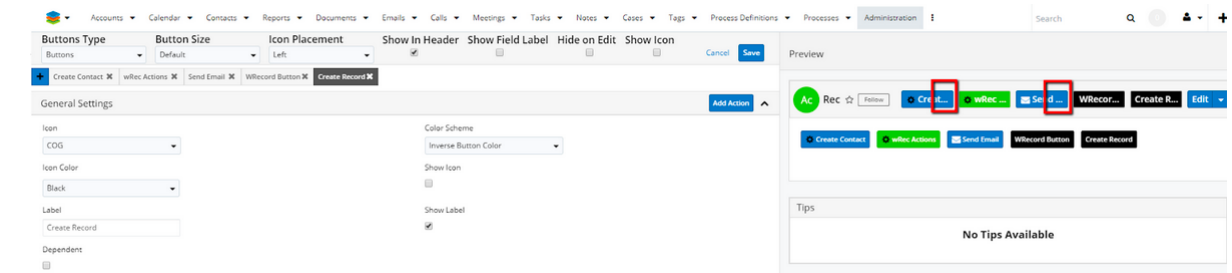 Accounts Calendar Contacts Reports Documents Emails Calls Meetings Tasks Notes Cases Tags Process Definitions Processes Administration Search
Buttons Type Button Size Icon Placement Show In Header Show Field Label Hide on Edit Show Icon
Buttons Default Left Cancel Save
Preview
+ Create Contact ✖ wRec Actions ✖ Send Email ✖ WRecord Button ✖ Create Record ✖
General Settings Add Action
Ac Rec Follow Creat... wRec ... Send ... WRecor... Create R... Edit
Icon Color Scheme
COG Inverse Button Color
Create Contact wRec Actions Send Email WRecord Button Create Record
Icon Color Show Icon
Black
Label Show Label
Create Record
Dependent
Tips
No Tips Available